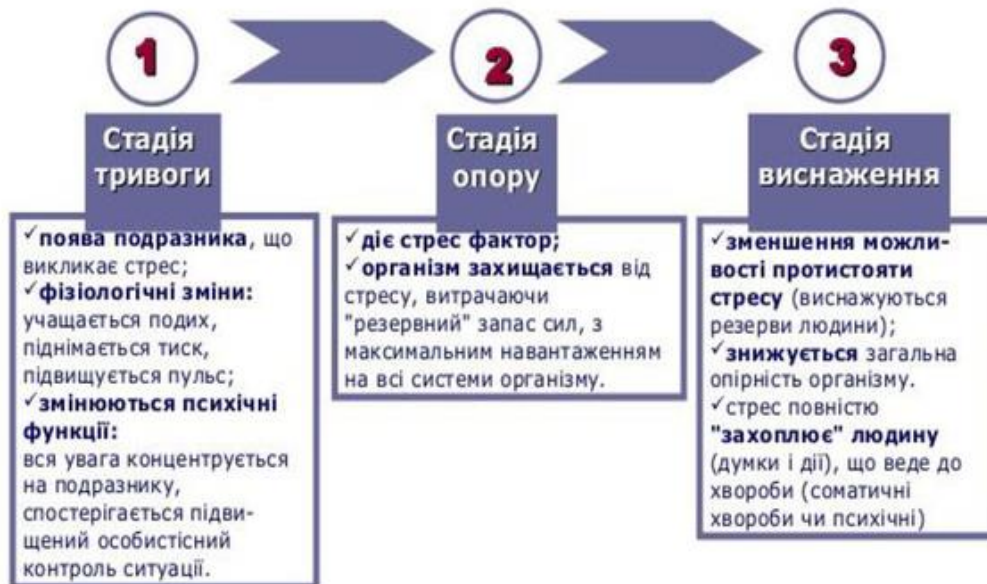 1
Стадія
тривоги
✓поява подразника, що
викликає стрес;
✓фізіологічні зміни:
учащається подих,
піднімається тиск,
підвищується пульс;
✓змінюються психічні
функції:
вся увага концентрується
на подразнику,
спостерігається підви-
щений особистісний
контроль ситуації.
2
Стадія
опору
✓діє стрес фактор;
✓організм захищається від
стресу, витрачаючи
"резервний" запас сил, з
максимальним навантаженням
на всі системи організму.
3
Стадія
виснаження
✓зменшення можли-
вості протистояти
стресу (виснажуються
резерви людини);
✓знижується загальна
опірність організму.
✓стрес повністю
"захоплює" людину
(думки і дії), що веде до
хвороби (соматичні
хвороби чи психічні)